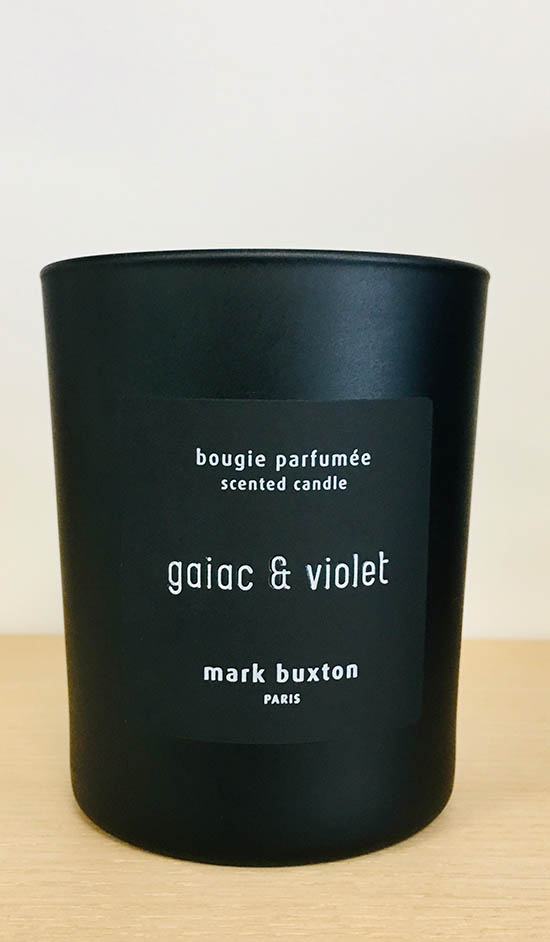 bougie parfumée
scented candle
gaiac & violet
mark buxton
PARIS